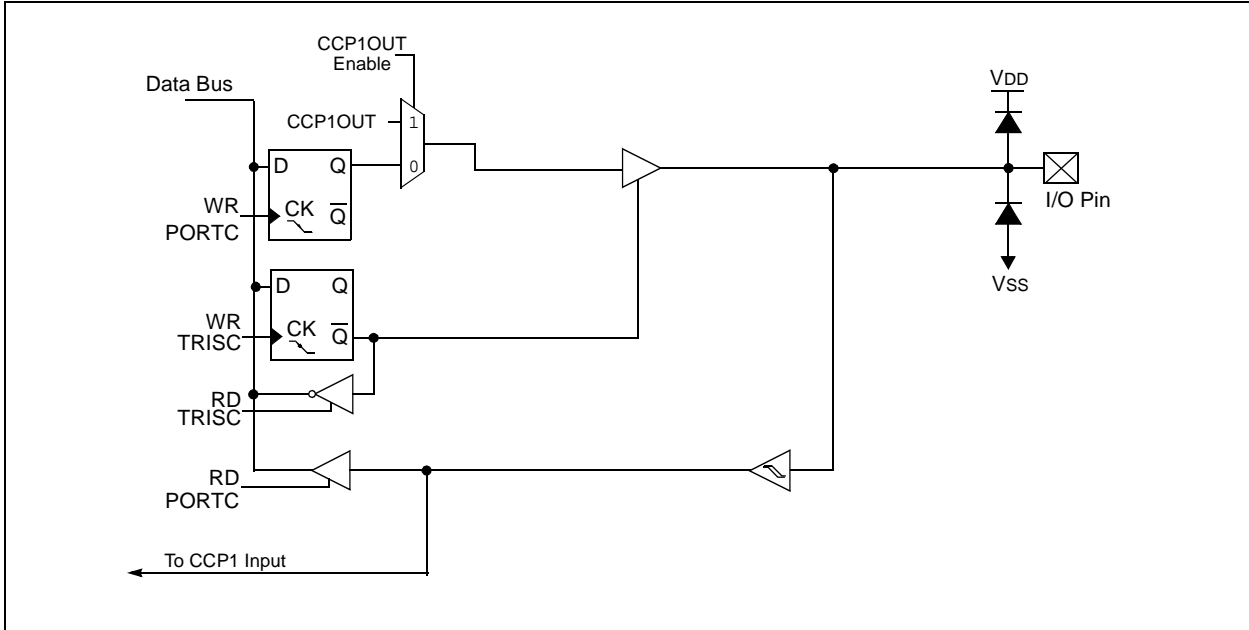 CCP1OUT
Enable
Data Bus
VDD
CCP1OUT
1
D
Q
0
I/O Pin
WR
PORTC
CK
Q
VSS
D
Q
WR
TRISC
CK
Q
RD
TRISC
RD
PORTC
To CCP1 Input